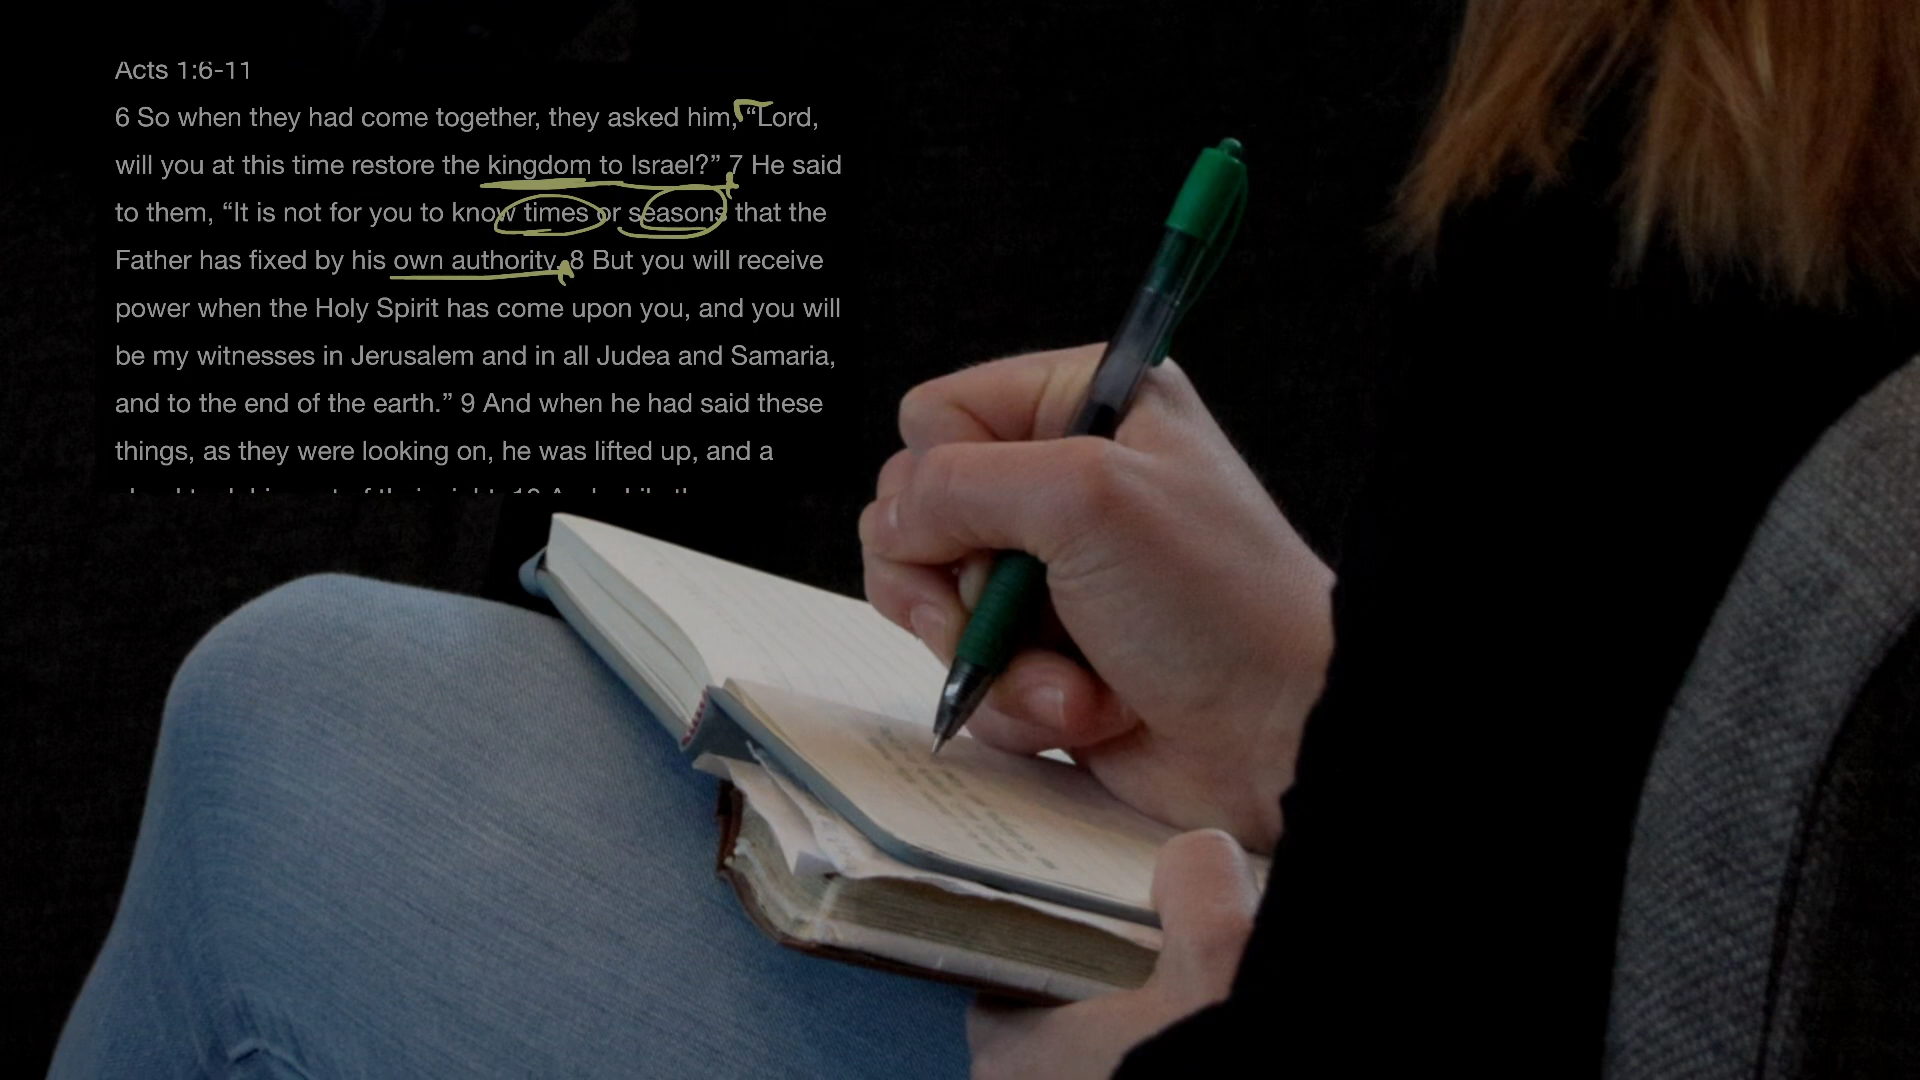 Acts 1:6-11
6 So when they had come together, they asked him, “Lord,
will you at this time restore the kingdom to Israel?” 7 He said
to them, “It is not for you to know times or seasons that the
Father has fixed by his own authority. 8 But you will receive
power when the Holy Spirit has come upon you, and you will
be my witnesses in Jerusalem and in all Judea and Samaria,
and to the end of the earth.” 9 And when he had said these
things, as they were looking on, he was lifted up, and a